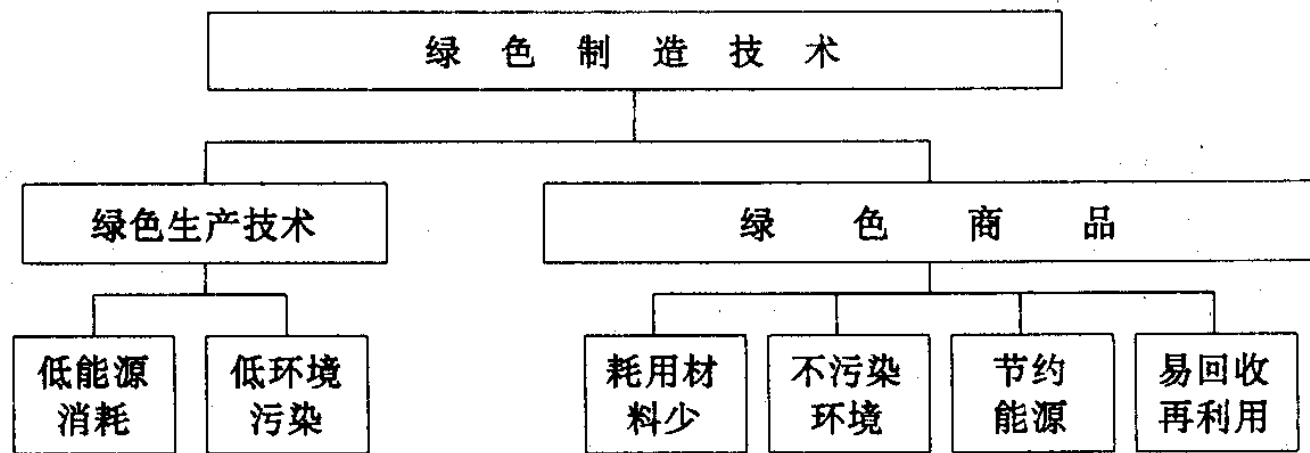 绿色制造技术
绿色生产技术
绿色商品
低能源
消耗
低环境
污染
耗用材
料少
不污染
环境
节约
能源
易回收
再利用